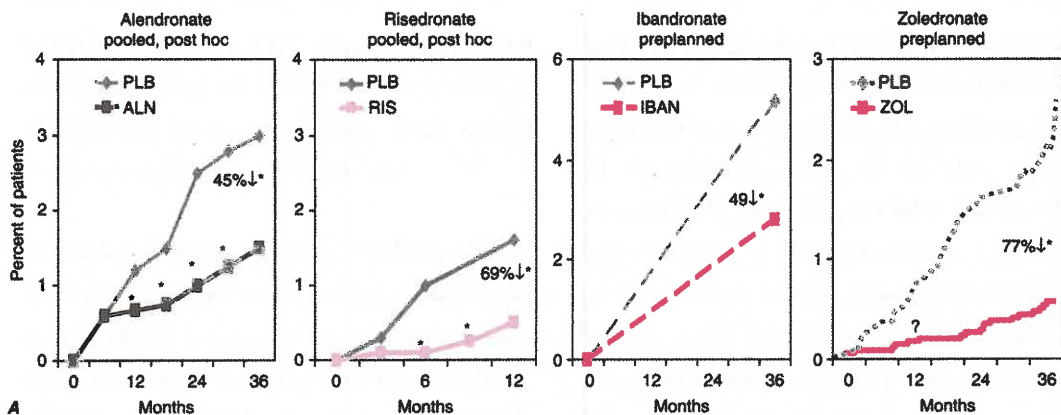 Alendronate
pooled, post hoc
4
3
2
1
0
Percent of patients
PLB
ALN
45%↓*
*
*
*
*
0
12
24
36
Months
Risedronate
pooled, post hoc
4
3
2
1
0
PLB
RIS
69%↓*
*
*
0
6
12
Months
Ibandronate
preplanned
6
4
2
0
PLB
IBAN
49↓*
0
12
24
36
Months
Zoledronate
preplanned
3
2
1
0
PLB
ZOL
77%↓*
?
0
12
24
36
Months
A